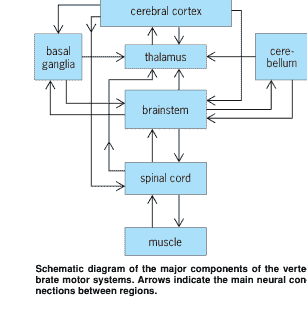 cerebral cortex
basal
ganglia
thalamus
cere-
bellum
brainstem
spinal cord
muscle
Schematic diagram of the major components of the verte-
brate motor systems. Arrows indicate the main neural con-
nections between regions.